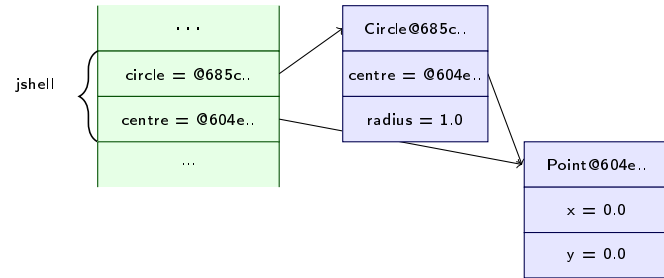 jshell
. . .
circle = @685c..
centre = @604e..
...
Circle@685c..
centre = @604e..
radius = 1.0
Point@604e..
x = 0.0
y = 0.0